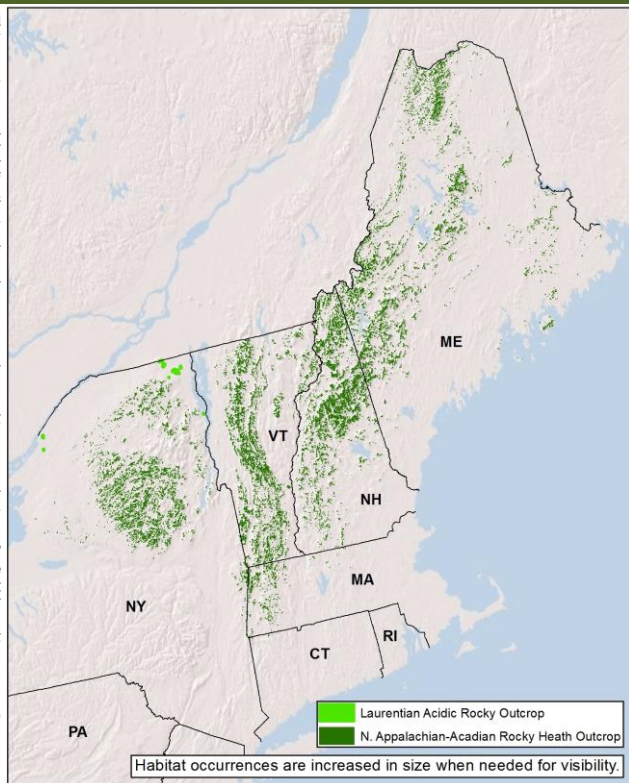 ME
VT
NH
NY
MA
CT
RI
PA
Laurentian Acidic Rocky Outcrop
N. Appalachian-Acadian Rocky Heath Outcrop
Habitat occurrences are increased in size when needed for visibility.